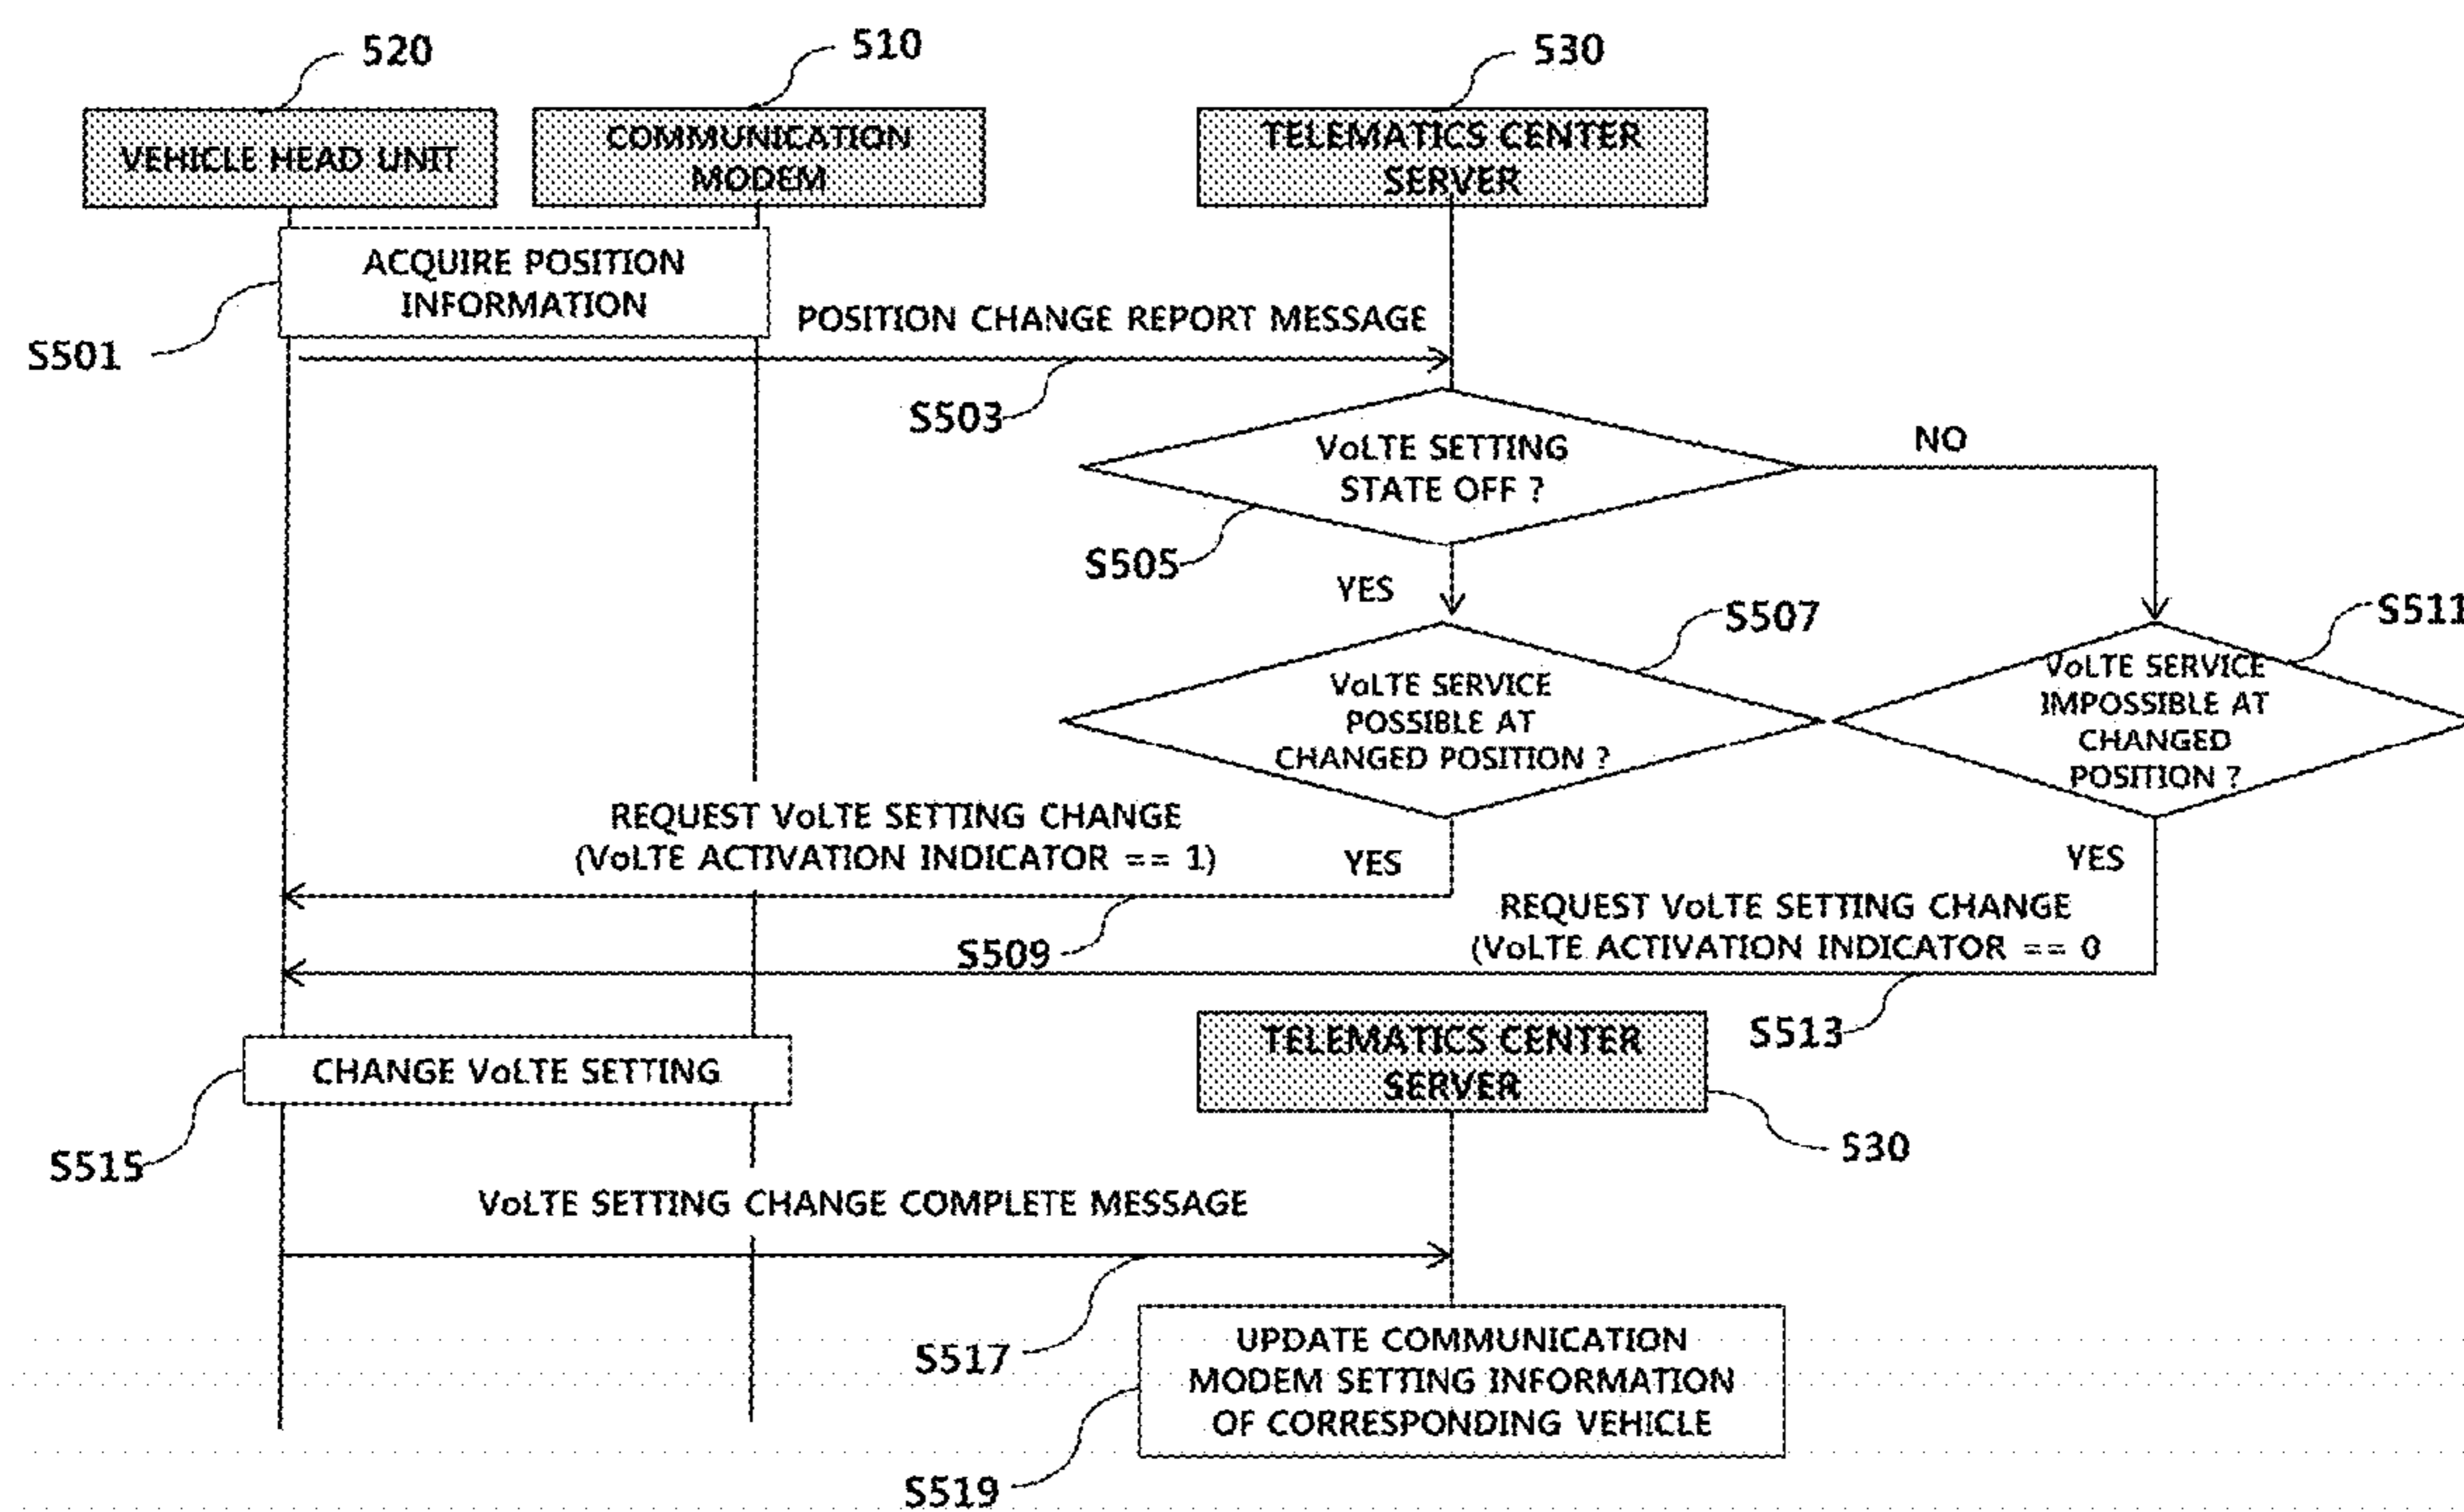 520
510
530
VEHICLE HEAD UNIT
COMMUNICATION
MODEM
TELEMATICS CENTER
SERVER
ACQUIRE POSITION
INFORMATION
S501
POSITION CHANGE REPORT MESSAGE
S503
VoLTE SETTING
STATE OFF ?
NO
S505
YES
S507
S511
VoLTE SERVICE
POSSIBLE AT
CHANGED POSITION ?
VoLTE SERVICE
IMPOSSIBLE AT
CHANGED
POSITION ?
REQUEST VoLTE SETTING CHANGE
(VoLTE ACTIVATION INDICATOR == 1)
YES
YES
S509
REQUEST VoLTE SETTING CHANGE
(VoLTE ACTIVATION INDICATOR == 0
S513
CHANGE VoLTE SETTING
S515
TELEMATICS CENTER
SERVER
530
VoLTE SETTING CHANGE COMPLETE MESSAGE
S517
UPDATE COMMUNICATION
MODEM SETTING INFORMATION
OF CORRESPONDING VEHICLE
S519